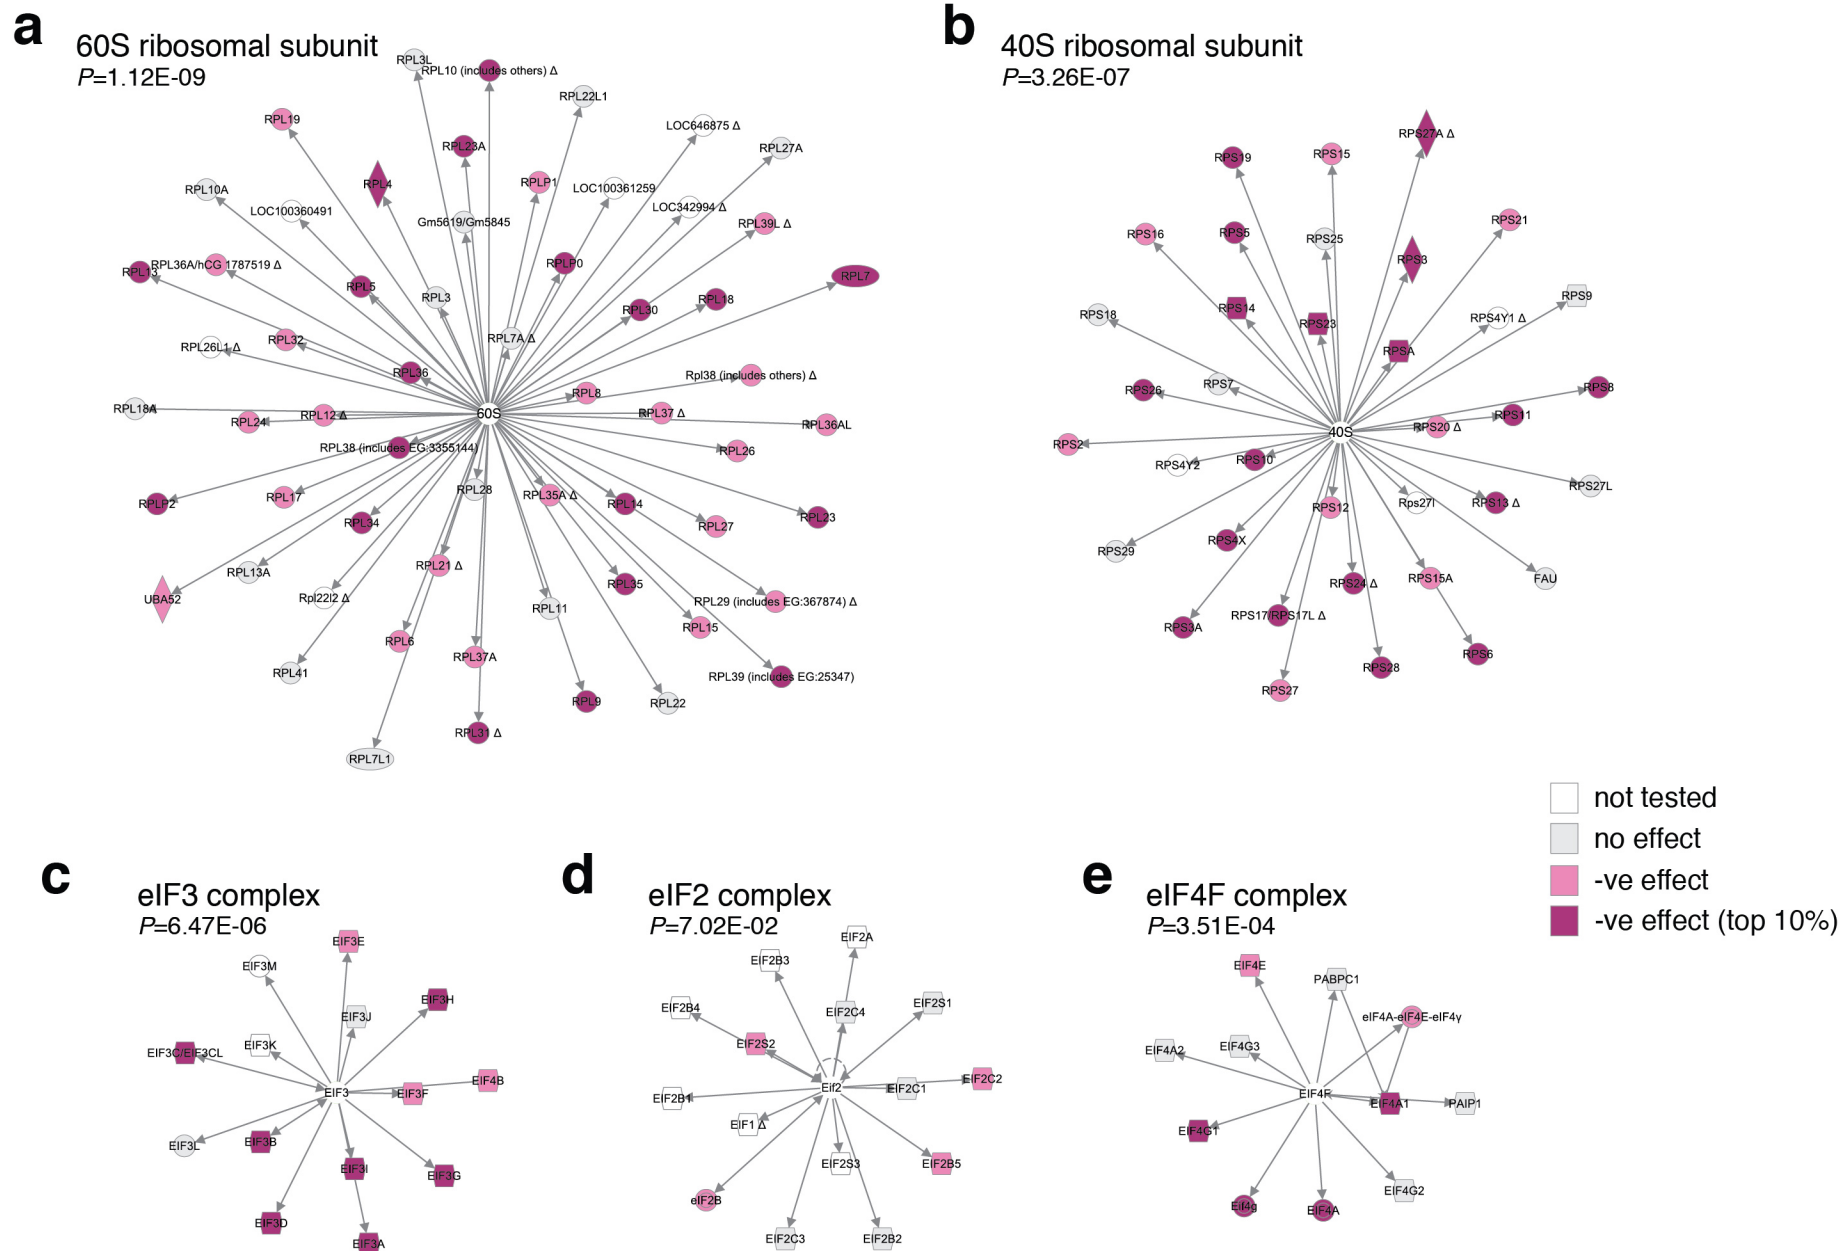 a
60S ribosomal subunit
P=1.12E-09
RPL3L
RPL10 (includes others) Δ
RPL22L1
RPL19
LOC646875 Δ
RPL23A
RPL27A
RPL4
RPLP1
LOC100361259
RPL10A
LOC100360491
LOC342994 Δ
Gm5619/Gm5845
RPL39L Δ
RPL13
RPL36A/hCG 1787519 Δ
RPLP0
RPL7
RPL5
RPL3
RPL30
RPL18
RPL26L1 Δ
RPL32
RPL7A Δ
RPL36
Rpl38 (includes others) Δ
RPL8
RPL18A
RPL24
RPL12 Δ
60S
RPL37 Δ
RPL36AL
RPL38 (includes EG:3355144)
RPL26
RPLP2
RPL17
RPL28
RPL35A Δ
RPL14
RPL34
RPL27
RPL23
UBA52
RPL13A
RPL21 Δ
Rpl22l2 Δ
RPL35
RPL11
RPL29 (includes EG:367874) Δ
RPL6
RPL15
RPL37A
RPL41
RPL39 (includes EG:25347)
RPL9
RPL22
RPL31 Δ
RPL7L1
b
40S ribosomal subunit
P=3.26E-07
RPS27A Δ
RPS19
RPS15
RPS16
RPS5
RPS25
RPS21
RPS3
RPS18
RPS14
RPS23
RPS4Y1 Δ
RPS9
RPSA
RPS26
RPS7
RPS8
RPS2
40S
RPS20 Δ
RPS11
RPS4Y2
RPS10
RPS27L
RPS12
Rps27l
RPS13 Δ
RPS29
RPS4X
RPS24 Δ
RPS15A
FAU
RPS3A
RPS17/RPS17L Δ
RPS28
RPS6
RPS27
not tested
no effect
-ve effect
-ve effect (top 10%)
c
eIF3 complex
P=6.47E-06
EIF3E
EIF3M
EIF3H
EIF3J
EIF3C/EIF3CL
EIF3K
EIF3
EIF3F
EIF4B
EIF3L
EIF3B
EIF3I
EIF3G
EIF3D
EIF3A
d
eIF2 complex
P=7.02E-02
EIF2A
EIF2B3
EIF2B4
EIF2C4
EIF2S1
EIF2S2
Eif2
EIF2C1
EIF2C2
EIF2B1
EIF1 Δ
EIF2S3
EIF2B5
eIF2B
EIF2C3
EIF2B2
e
eIF4F complex
P=3.51E-04
EIF4E
PABPC1
eIF4A-eIF4E-eIF4γ
EIF4A2
EIF4G3
EIF4F
EIF4A1
PAIP1
EIF4G1
EIF4G2
Eif4g
EIF4A